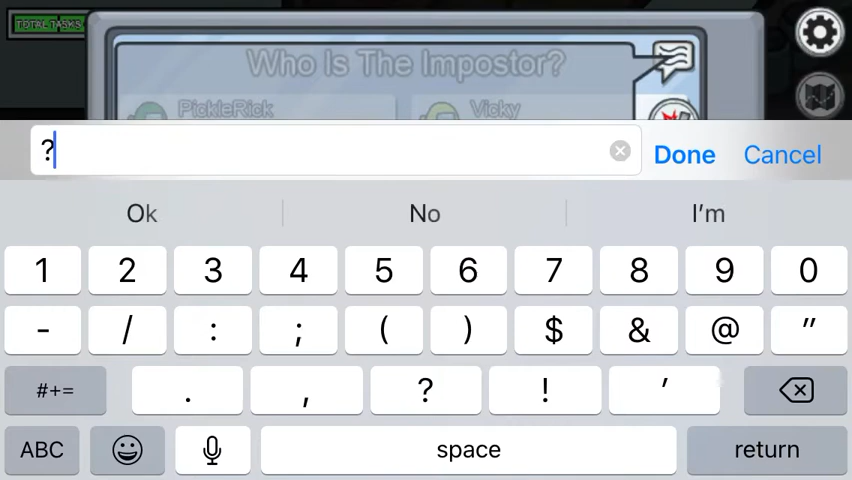 TOTAL TASKS
Who Is The Impostor?
PickleRick
Vicky
?
Done
Cancel
Ok
No
I'm
1 2 3 4 5 6 7 8 9 0
- / : ; ( ) $ & @ "
#+= . , ? ! '
ABC
space
return